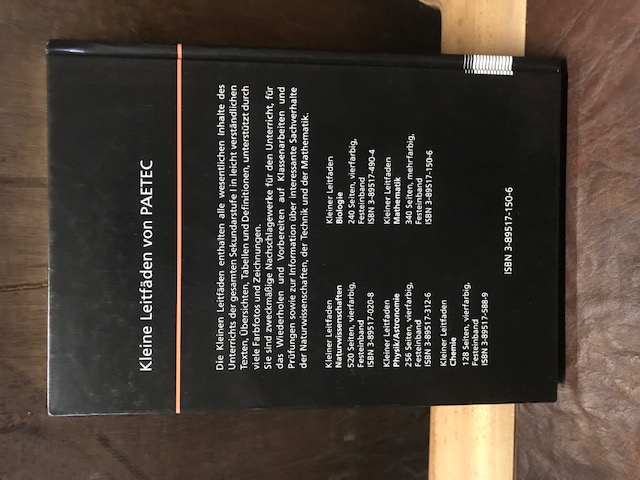 Kleine Leitfäden von PAETEC
Die Kleinen Leitfäden enthalten alle wesentlichen Inhalte des
Unterrichts der gesamten Sekundarstufe I in leicht verständlichen
Texten, Übersichten, Tabellen und Definitionen, unterstützt durch
viele Farbfotos und Zeichnungen.
Sie sind zweckmäßige Nachschlagewerke für den Unterricht, für
das Wiederholen und Vorbereiten auf Klassenarbeiten und
Prüfungen sowie zur Information über interessante Sachverhalte
der Naturwissenschaften, der Technik und der Mathematik.
Kleiner Leitfaden
Naturwissenschaften
520 Seiten, vierfarbig,
Festeinband
ISBN 3-89517-020-8
Kleiner Leitfaden
Physik/Astronomie
256 Seiten, vierfarbig,
Festeinband
ISBN 3-89517-312-6
Kleiner Leitfaden
Chemie
128 Seiten, vierfarbig,
Festeinband
ISBN 3-89517-588-9
Kleiner Leitfaden
Biologie
240 Seiten, vierfarbig,
Festeinband
ISBN 3-89517-490-4
Kleiner Leitfaden
Mathematik
340 Seiten, mehrfarbig,
Festeinband
ISBN 3-89517-150-6
ISBN 3-89517-150-6